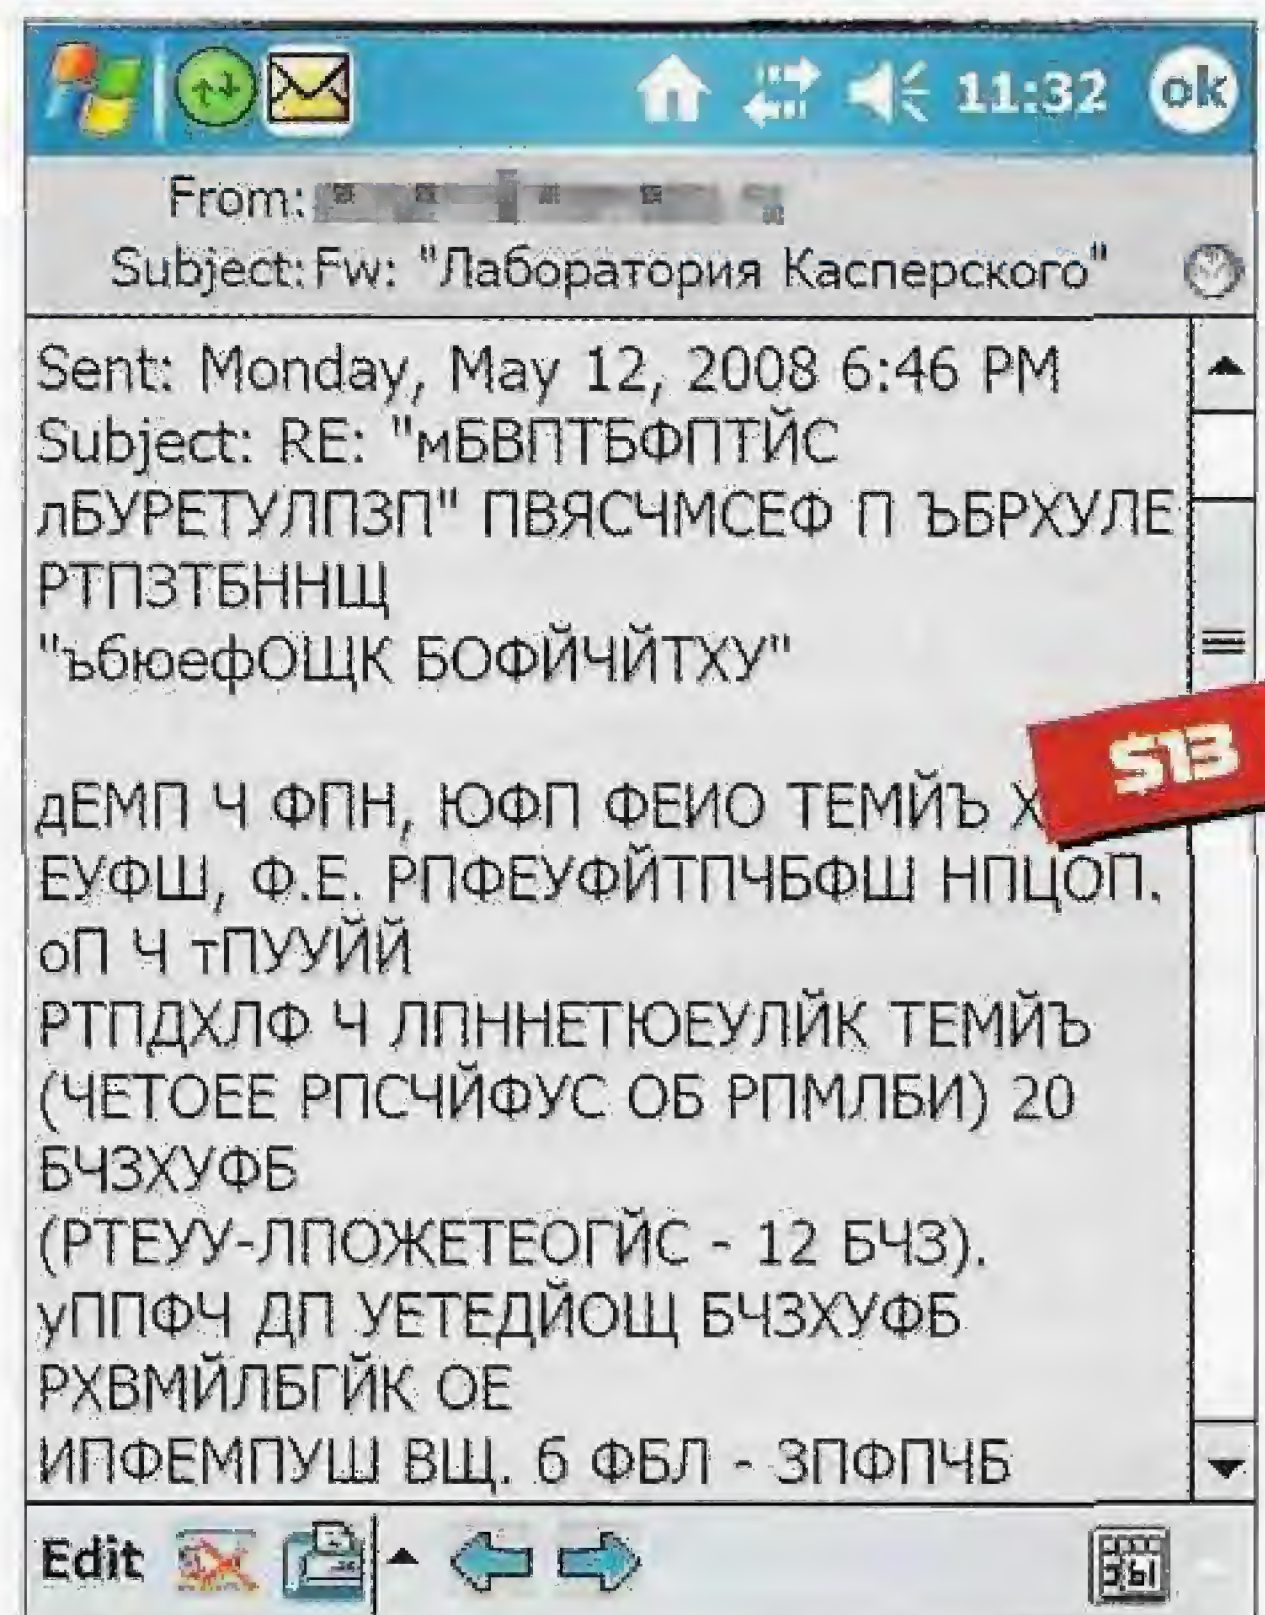 11:32 ok
From:
Subject: Fw: "Лаборатория Касперского"
Sent: Monday, May 12, 2008 6:46 PM
Subject: RE: "мБВПТБФПТЙС
лБУРЕТУЛПЗП" ПВЯСЧМСЕФ П ЪБРХУЛЕ
РТПЗТБННЩ
"ъбюефОЩК БОФЙЧЙТХУ"
$13
дЕМП Ч ФПН, ЮФП ФЕИО ТЕМЙЪ Х
ЕУФШ, Ф.Е. РПФЕУФЙТПЧБФШ НПЦОП.
оП Ч тПУУЙЙ
РТПДХЛФ Ч ЛПННЕТЮЕУЛЙК ТЕМЙЪ
(ЧЕТОЕЕ РПСЧЙФУС ОБ РПМЛБИ) 20
БЧЗХУФБ
(РТЕУУ-ЛПОЖЕТЕОГЙС - 12 БЧЗ).
уППФЧ ДП УЕТЕДЙОЩ БЧЗХУФБ
РХВМЙЛБГЙК ОЕ
ИПФЕМПУШ ВЩ. б ФБЛ - ЗПФПЧБ
Edit